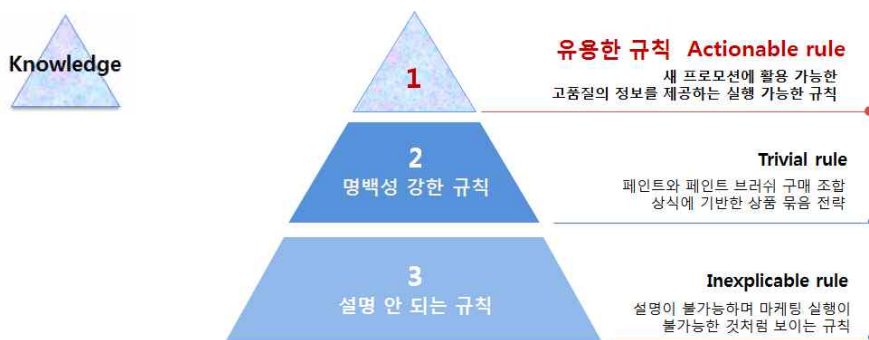 Knowledge
1
유용한 규칙 Actionable rule
새 프로모션에 활용 가능한
고품질의 정보를 제공하는 실행 가능한 규칙
2
명백성 강한 규칙
Trivial rule
페인트와 페인트 브러쉬 구매 조합
상식에 기반한 상품 묶음 전략
3
설명 안 되는 규칙
Inexplicable rule
설명이 불가능하며 마케팅 실행이
불가능한 것처럼 보이는 규칙